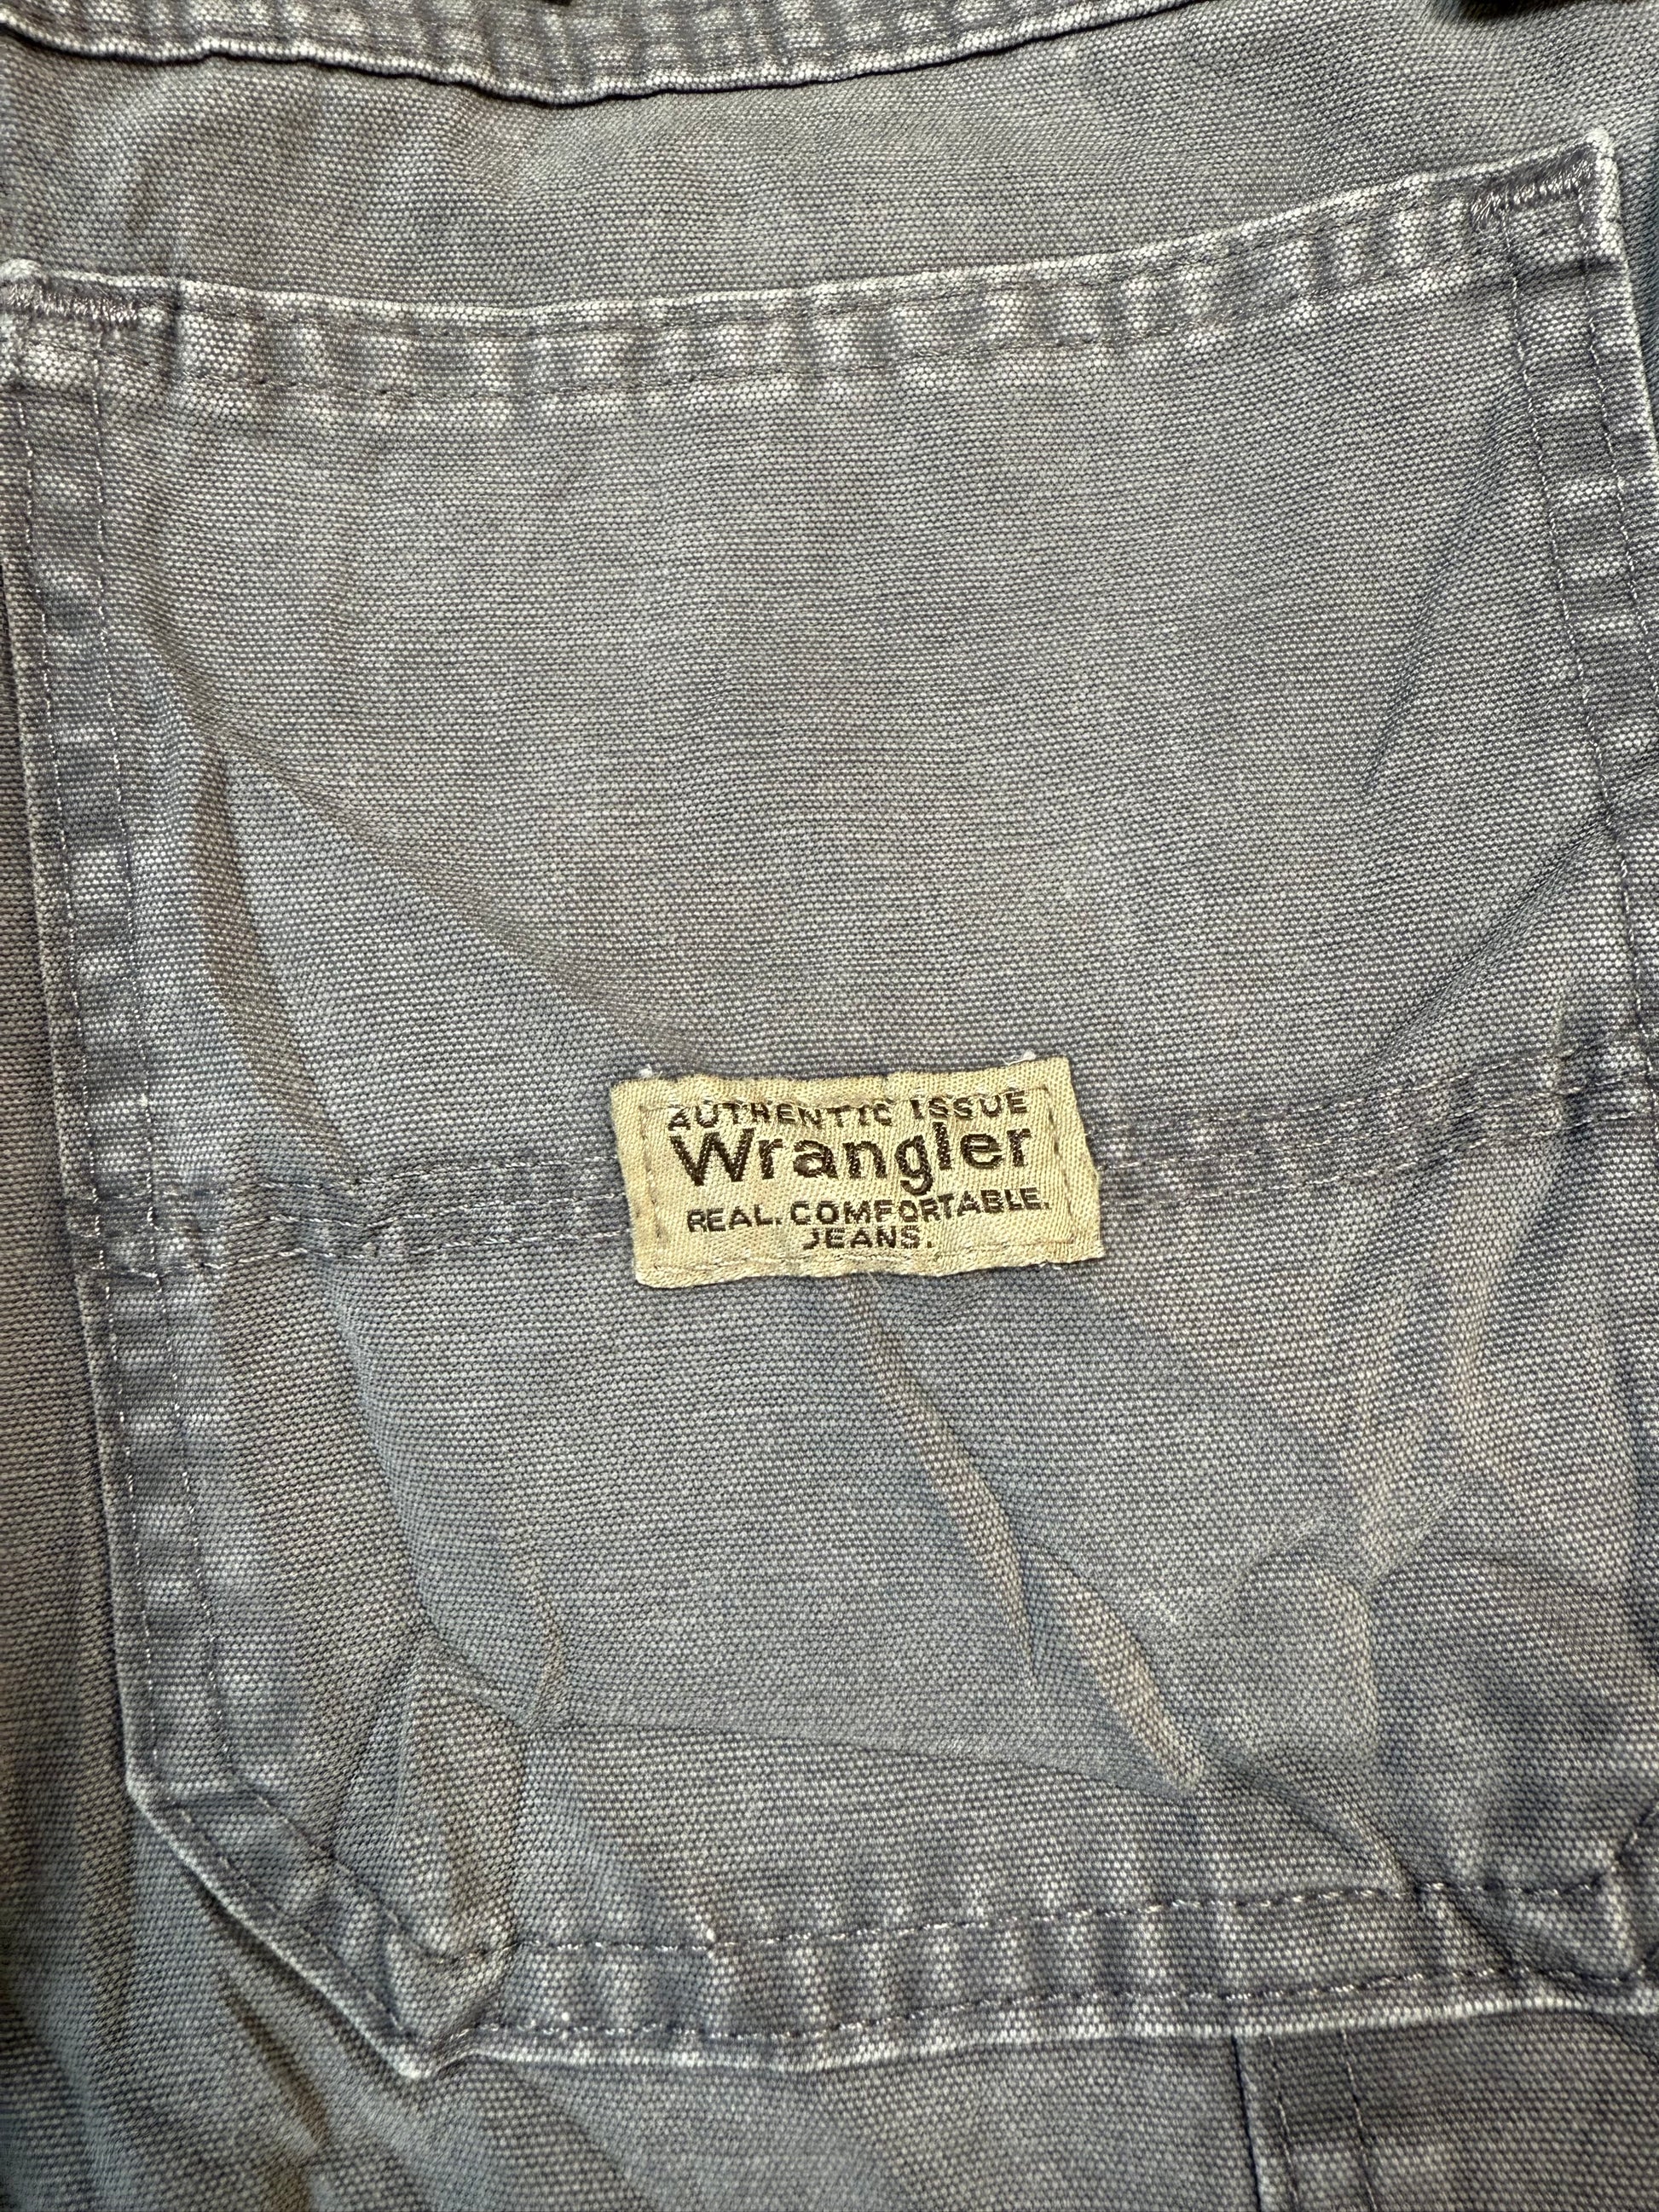 AUTHENTIC ISSUE
Wrangler
REAL. COMFORTABLE.
JEANS.